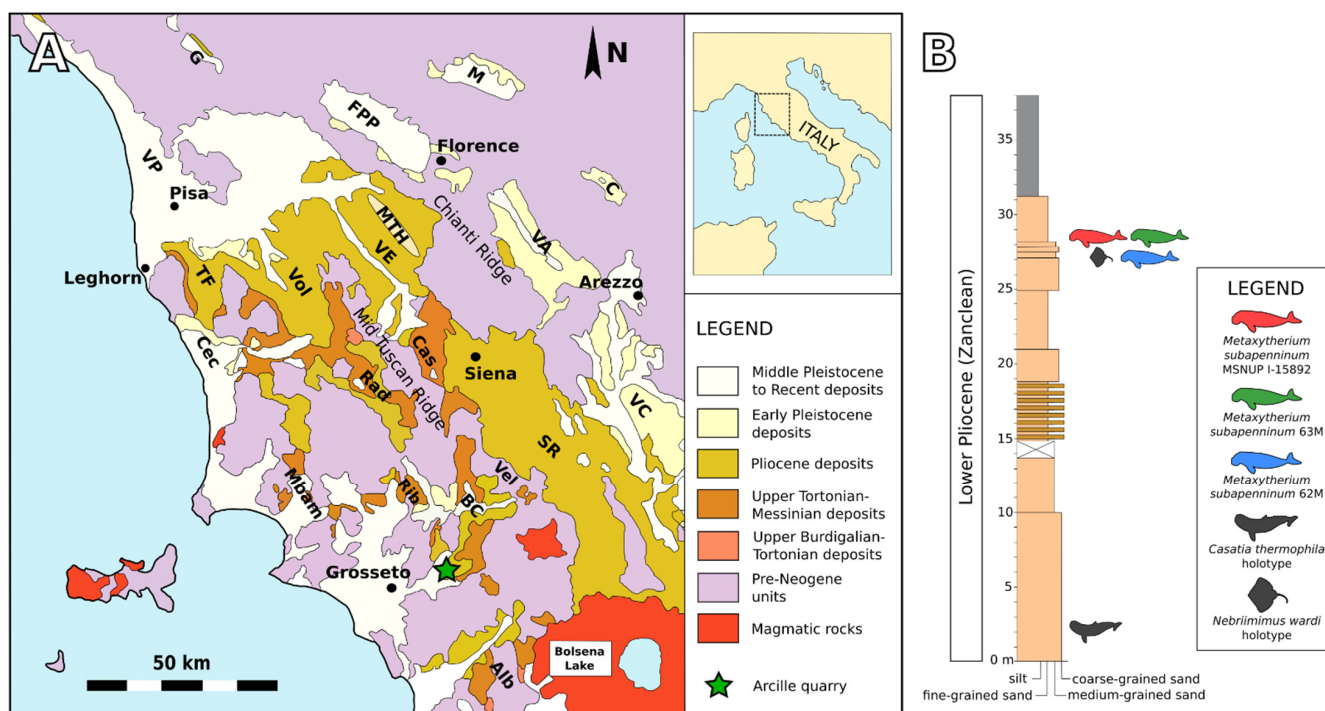 A
N
G
M
FPP
Florence
VP
Pisa
C
Chianti Ridge
MTH
VA
VE
Leghorn
TF
Vol
Arezzo
Mid Tuscan Ridge
Cec
Cas
Siena
Rad
VC
SR
Mbam
Rib
BC
Vel
Grosseto
50 km
Alb
Bolsena
Lake
ITALY
LEGEND
Middle Pleistocene
to Recent deposits
Early Pleistocene
deposits
Pliocene deposits
Upper Tortonian-
Messinian deposits
Upper Burdigalian-
Tortonian deposits
Pre-Neogene
units
Magmatic rocks
Arcille quarry
B
Lower Pliocene (Zanclean)
35
30
25
20
15
10
5
0 m
silt
coarse-grained sand
fine-grained sand
medium-grained sand
LEGEND
Metaxytherium
subapenninum
MSNUP I-15892
Metaxytherium
subapenninum 63M
Metaxytherium
subapenninum 62M
Casatia thermophila
holotype
Nebriimimus wardi
holotype